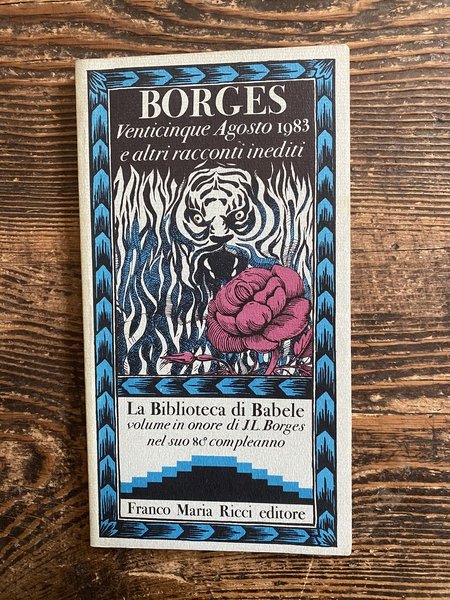 BORGES
Venticinque Agosto 1983
e altri racconti inediti
La Biblioteca di Babele
volume in onore di J L Borges
nel suo 80º compleanno
Franco Maria Ricci editore